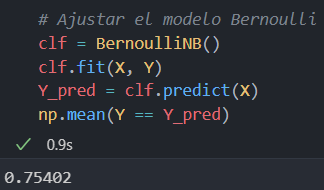 # Ajustar el modelo Bernoulli
clf = BernoulliNB()
clf.fit(X, Y)
Y_pred = clf.predict(X)
np.mean(Y == Y_pred)
✓ 0.9s
0.75402